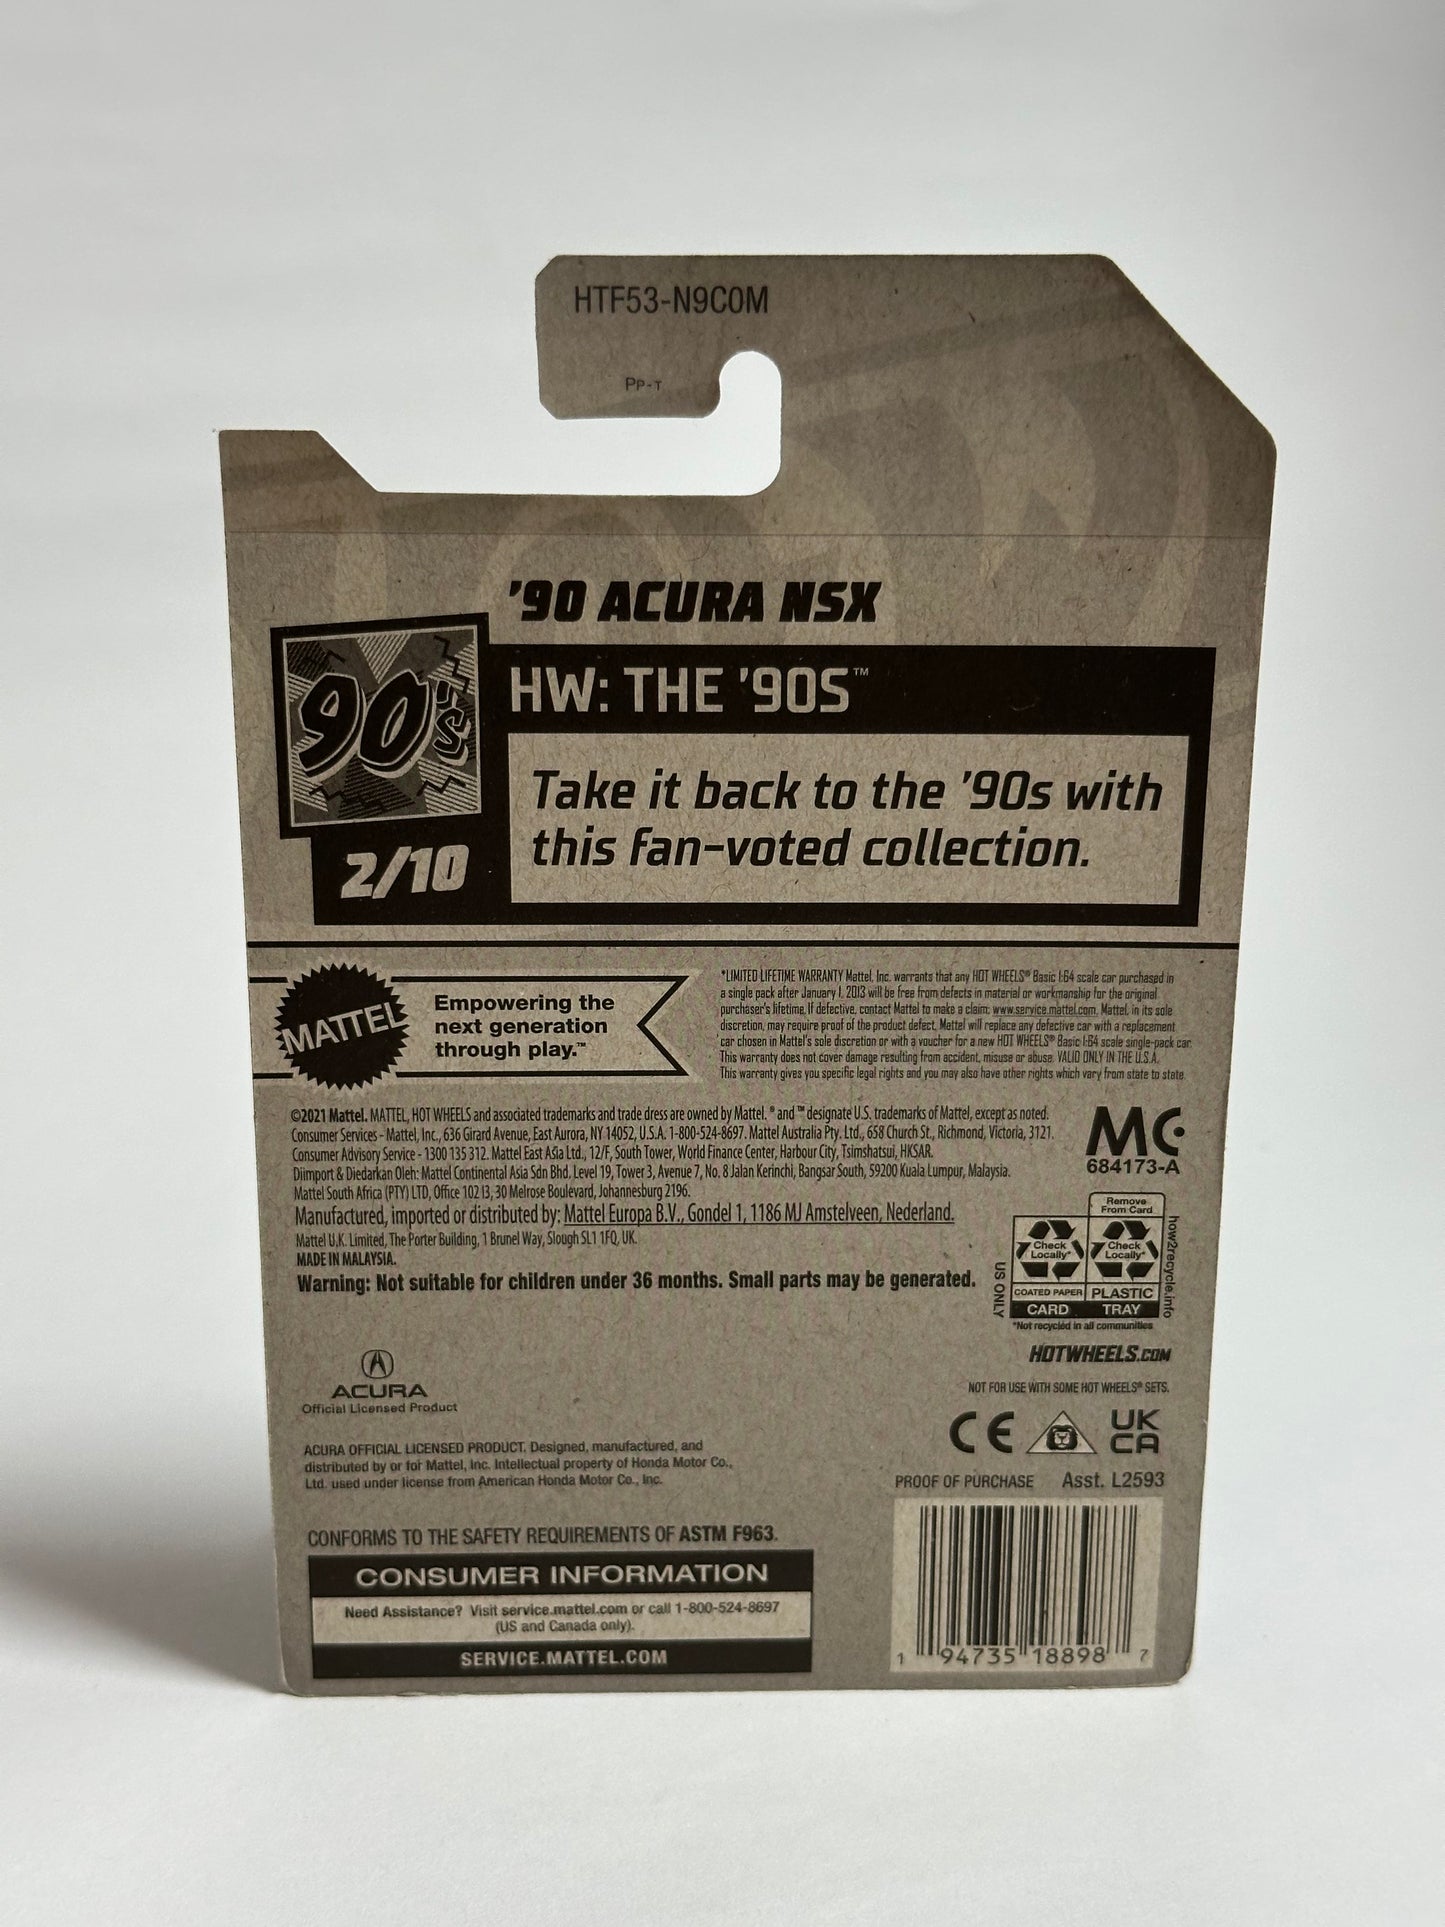 HTF53-N9C0M
PP-T
'90 ACURA NSX
90's
HW: THE '90S™
Take it back to the '90s with
this fan-voted collection.
2/10
MATTEL
Empowering the
next generation
through play.™
*LIMITED LIFETIME WARRANTY Mattel, Inc. warrants that any HOT WHEELS® Basic 1:64 scale car purchased in
a single pack after January 1, 2013 will be free from defects in material or workmanship for the original
purchaser's lifetime. If defective, contact Mattel to make a claim: www.service.mattel.com. Mattel, in its sole
discretion, may require proof of the product defect. Mattel will replace any defective car with a replacement
car chosen in Mattel's sole discretion or with a voucher for a new HOT WHEELS® Basic 1:64 scale single-pack car.
This warranty does not cover damage resulting from accident, misuse or abuse. VALID ONLY IN THE U.S.A.
This warranty gives you specific legal rights and you may also have other rights which vary from state to state.
©2021 Mattel. MATTEL, HOT WHEELS and associated trademarks and trade dress are owned by Mattel. ® and ™ designate U.S. trademarks of Mattel, except as noted.
Consumer Services - Mattel, Inc., 636 Girard Avenue, East Aurora, NY 14052, U.S.A. 1-800-524-8697. Mattel Australia Pty. Ltd., 658 Church St., Richmond, Victoria, 3121.
Consumer Advisory Service - 1300 135 312. Mattel East Asia Ltd., 12/F, South Tower, World Finance Center, Harbour City, Tsimshatsui, HKSAR.
Diimport & Diedarkan Oleh: Mattel Continental Asia Sdn Bhd. Level 19, Tower 3, Avenue 7, No. 8 Jalan Kerinchi, Bangsar South, 59200 Kuala Lumpur, Malaysia.
Mattel South Africa (PTY) LTD, Office 102 I3, 30 Melrose Boulevard, Johannesburg 2196.
Manufactured, imported or distributed by: Mattel Europa B.V., Gondel 1, 1186 MJ Amstelveen, Nederland.
Mattel U.K. Limited, The Porter Building, 1 Brunel Way, Slough SL1 1FQ, UK.
MADE IN MALAYSIA.
Warning: Not suitable for children under 36 months. Small parts may be generated.
MC
684173-A
Remove
From Card
Check
Locally*
Check
Locally*
COATED PAPER
PLASTIC
CARD
TRAY
US ONLY
how2recycle.info
*Not recycled in all communities
HOTWHEELS.COM
NOT FOR USE WITH SOME HOT WHEELS® SETS.
CE
UK
CA
ACURA
Official Licensed Product
ACURA OFFICIAL LICENSED PRODUCT. Designed, manufactured, and
distributed by or for Mattel, Inc. Intellectual property of Honda Motor Co.,
Ltd. used under license from American Honda Motor Co., Inc.
PROOF OF PURCHASE
Asst. L2593
CONFORMS TO THE SAFETY REQUIREMENTS OF ASTM F963.
CONSUMER INFORMATION
Need Assistance? Visit service.mattel.com or call 1-800-524-8697
(US and Canada only).
SERVICE.MATTEL.COM
1 94735 18898 7